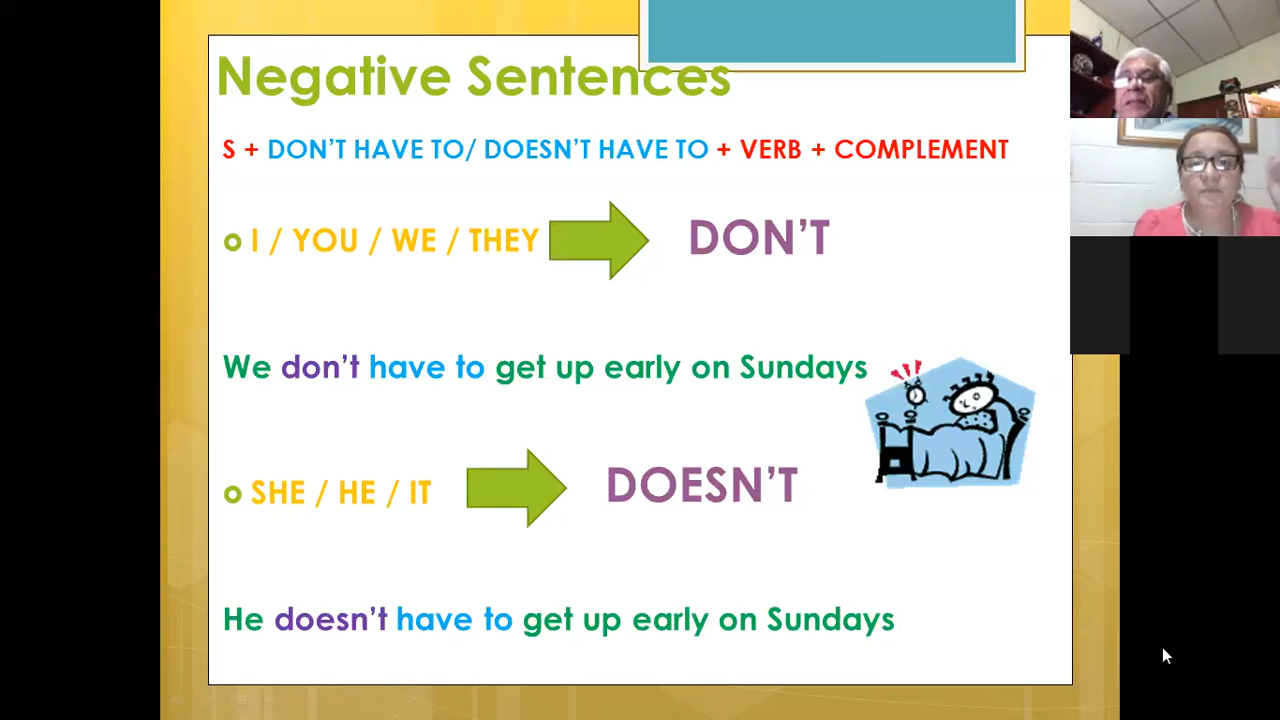 Negative Sentences
S + DON'T HAVE TO/ DOESN'T HAVE TO + VERB + COMPLEMENT
I / YOU / WE / THEY DON'T
We don't have to get up early on Sundays
SHE / HE / IT DOESN'T
He doesn't have to get up early on Sundays